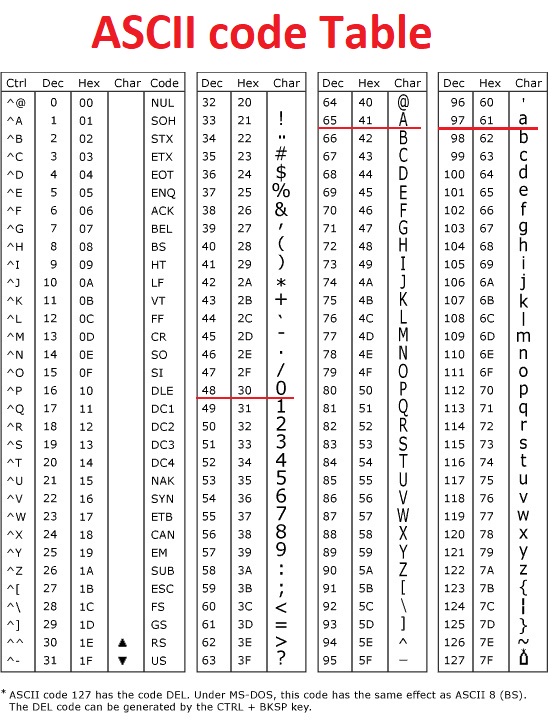 ASCII code Table
Ctrl Dec Hex Char Code
^@ 0 00 NUL
^A 1 01 SOH
^B 2 02 STX
^C 3 03 ETX
^D 4 04 EOT
^E 5 05 ENQ
^F 6 06 ACK
^G 7 07 BEL
^H 8 08 BS
^I 9 09 HT
^J 10 0A LF
^K 11 0B VT
^L 12 0C FF
^M 13 0D CR
^N 14 0E SO
^O 15 0F SI
^P 16 10 DLE
^Q 17 11 DC1
^R 18 12 DC2
^S 19 13 DC3
^T 20 14 DC4
^U 21 15 NAK
^V 22 16 SYN
^W 23 17 ETB
^X 24 18 CAN
^Y 25 19 EM
^Z 26 1A SUB
^[ 27 1B ESC
^\ 28 1C FS
^] 29 1D GS
^^ 30 1E ▲ RS
^- 31 1F ▼ US
Dec Hex Char
32 20
33 21 !
34 22 "
35 23 #
36 24 $
37 25 %
38 26 &
39 27 '
40 28 (
41 29 )
42 2A *
43 2B +
44 2C `
45 2D -
46 2E .
47 2F /
48 30 0
49 31 1
50 32 2
51 33 3
52 34 4
53 35 5
54 36 6
55 37 7
56 38 8
57 39 9
58 3A :
59 3B ;
60 3C <
61 3D =
62 3E >
63 3F ?
Dec Hex Char
64 40 @
65 41 A
66 42 B
67 43 C
68 44 D
69 45 E
70 46 F
71 47 G
72 48 H
73 49 I
74 4A J
75 4B K
76 4C L
77 4D M
78 4E N
79 4F O
80 50 P
81 51 Q
82 52 R
83 53 S
84 54 T
85 55 U
86 56 V
87 57 W
88 58 X
89 59 Y
90 5A Z
91 5B [
92 5C \
93 5D ]
94 5E ^
95 5F _
Dec Hex Char
96 60 '
97 61 a
98 62 b
99 63 c
100 64 d
101 65 e
102 66 f
103 67 g
104 68 h
105 69 i
106 6A j
107 6B k
108 6C l
109 6D m
110 6E n
111 6F o
112 70 p
113 71 q
114 72 r
115 73 s
116 74 t
117 75 u
118 76 v
119 77 w
120 78 x
121 79 y
122 7A z
123 7B {
124 7C ¦
125 7D }
126 7E ~
127 7F ⌂
* ASCII code 127 has the code DEL. Under MS-DOS, this code has the same effect as ASCII 8 (BS).
The DEL code can be generated by the CTRL + BKSP key.